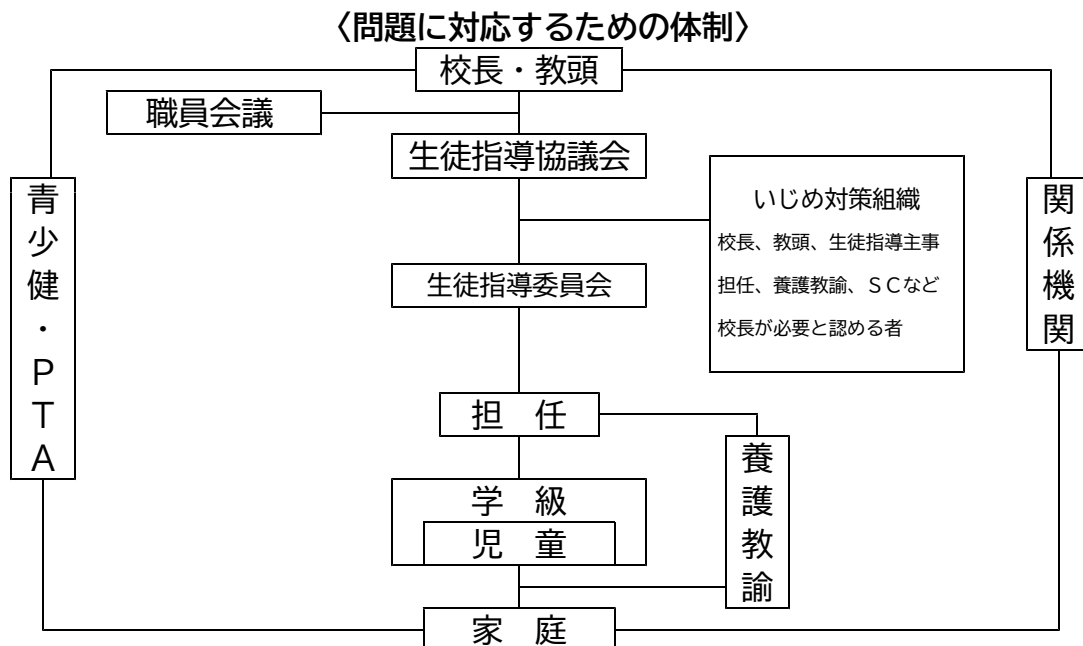 〈問題に対応するための体制〉
校長・教頭
職員会議
生徒指導協議会
いじめ対策組織
校長、教頭、生徒指導主事
担任、養護教諭、ＳＣなど
校長が必要と認める者
青少健・ＰＴＡ
関係機関
生徒指導委員会
担　任
養護教諭
学　級
児　童
家　庭